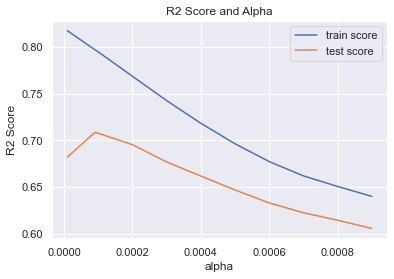 R2 Score and Alpha
train score
test score
R2 Score
0.80
0.75
0.70
0.65
0.60
0.0000
0.0002
0.0004
0.0006
0.0008
alpha